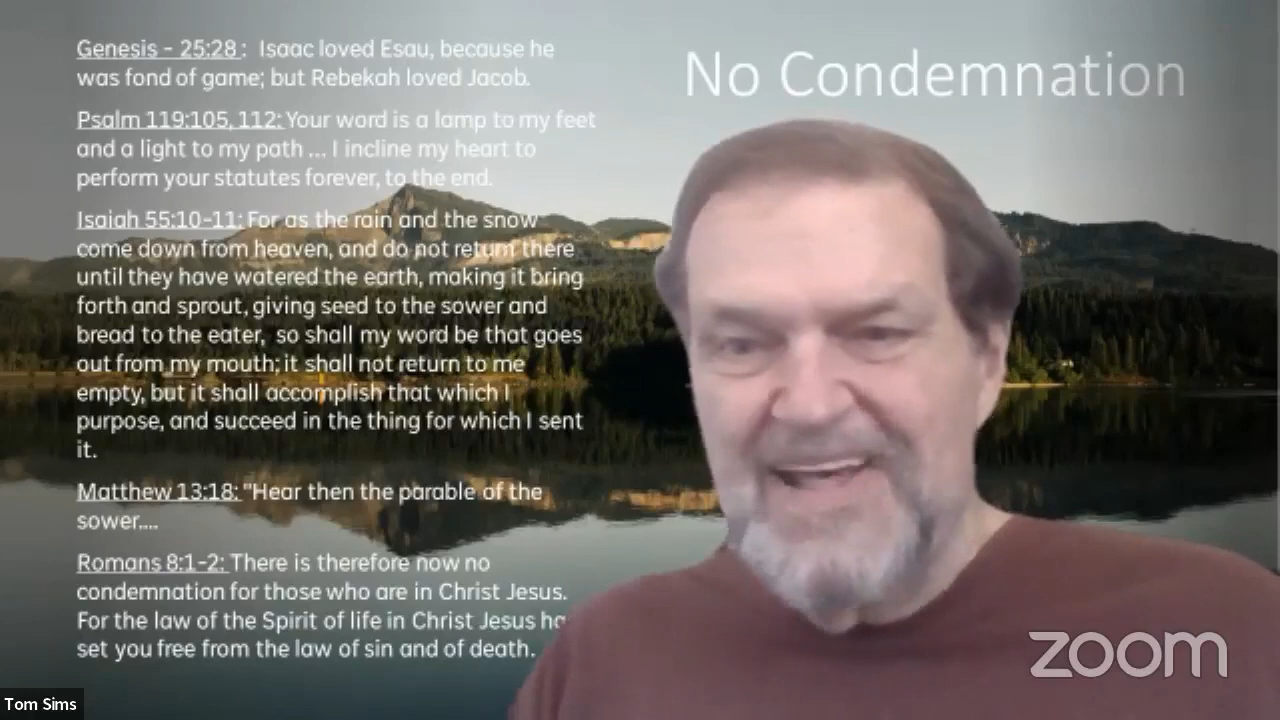 Genesis - 25:28 : Isaac loved Esau, because he
was fond of game; but Rebekah loved Jacob.
Psalm 119:105, 112: Your word is a lamp to my feet
and a light to my path ... I incline my heart to
perform your statutes forever, to the end.
Isaiah 55:10-11: For as the rain and the snow
come down from heaven, and do not return there
until they have watered the earth, making it bring
forth and sprout, giving seed to the sower and
bread to the eater, so shall my word be that goes
out from my mouth; it shall not return to me
empty, but it shall accomplish that which I
purpose, and succeed in the thing for which I sent
it.
Matthew 13:18: "Hear then the parable of the
sower....
Romans 8:1-2: There is therefore now no
condemnation for those who are in Christ Jesus.
For the law of the Spirit of life in Christ Jesus
set you free from the law of sin and of death.
No Condemnation
zoom
Tom Sims